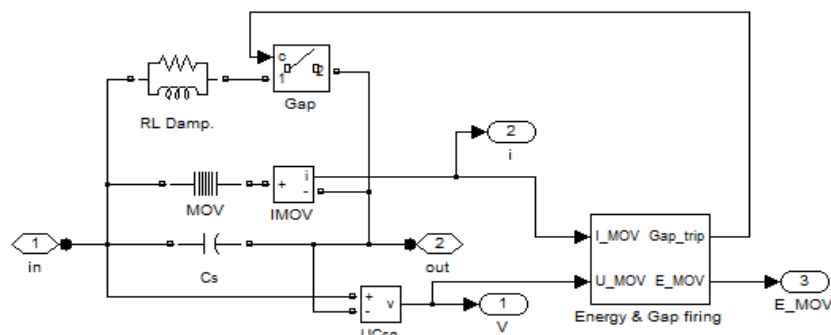 c
1 2
Gap
RL Damp.
2
i
+ i
-
MOV
IMOV
1
in
Cs
2
out
I_MOV Gap_trip
U_MOV E_MOV
Energy & Gap firing
3
E_MOV
+ v
-
1
V